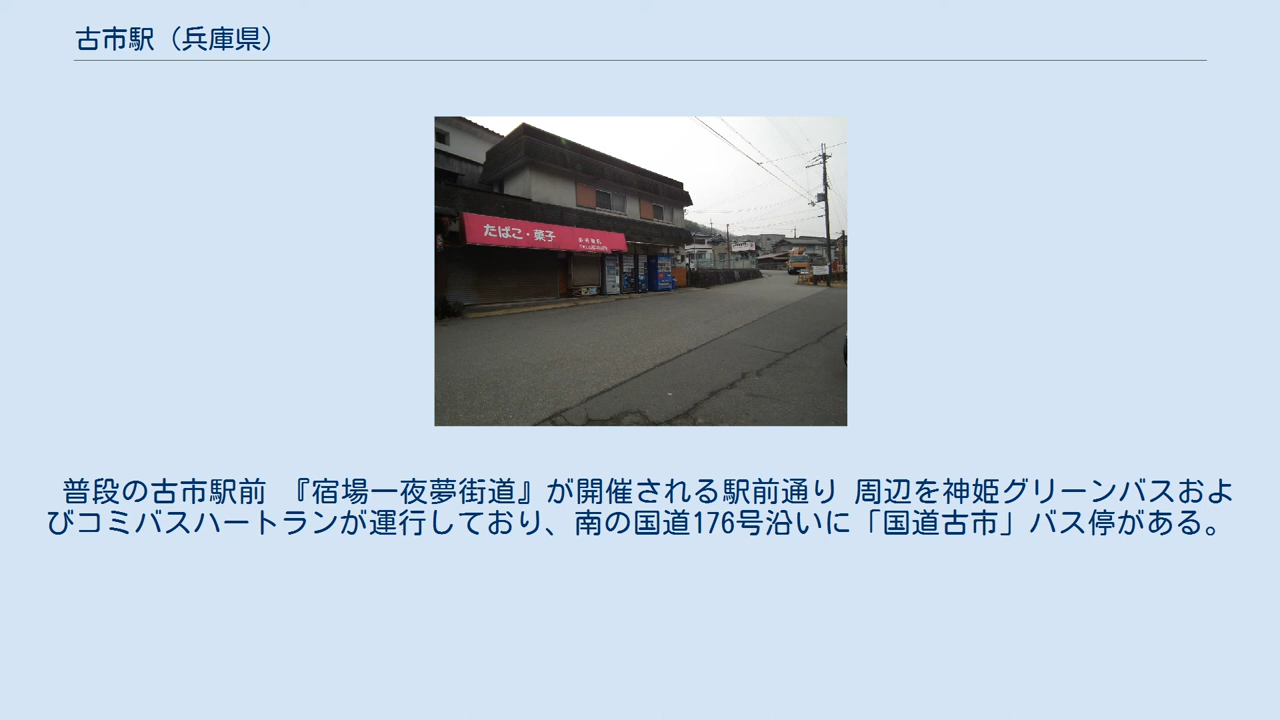 古市駅（兵庫県）
たばこ・菓子
普段の古市駅前 『宿場一夜夢街道』が開催される駅前通り 周辺を神姫グリーンバスおよ
びコミバスハートランが運行しており、南の国道176号沿いに「国道古市」バス停がある。